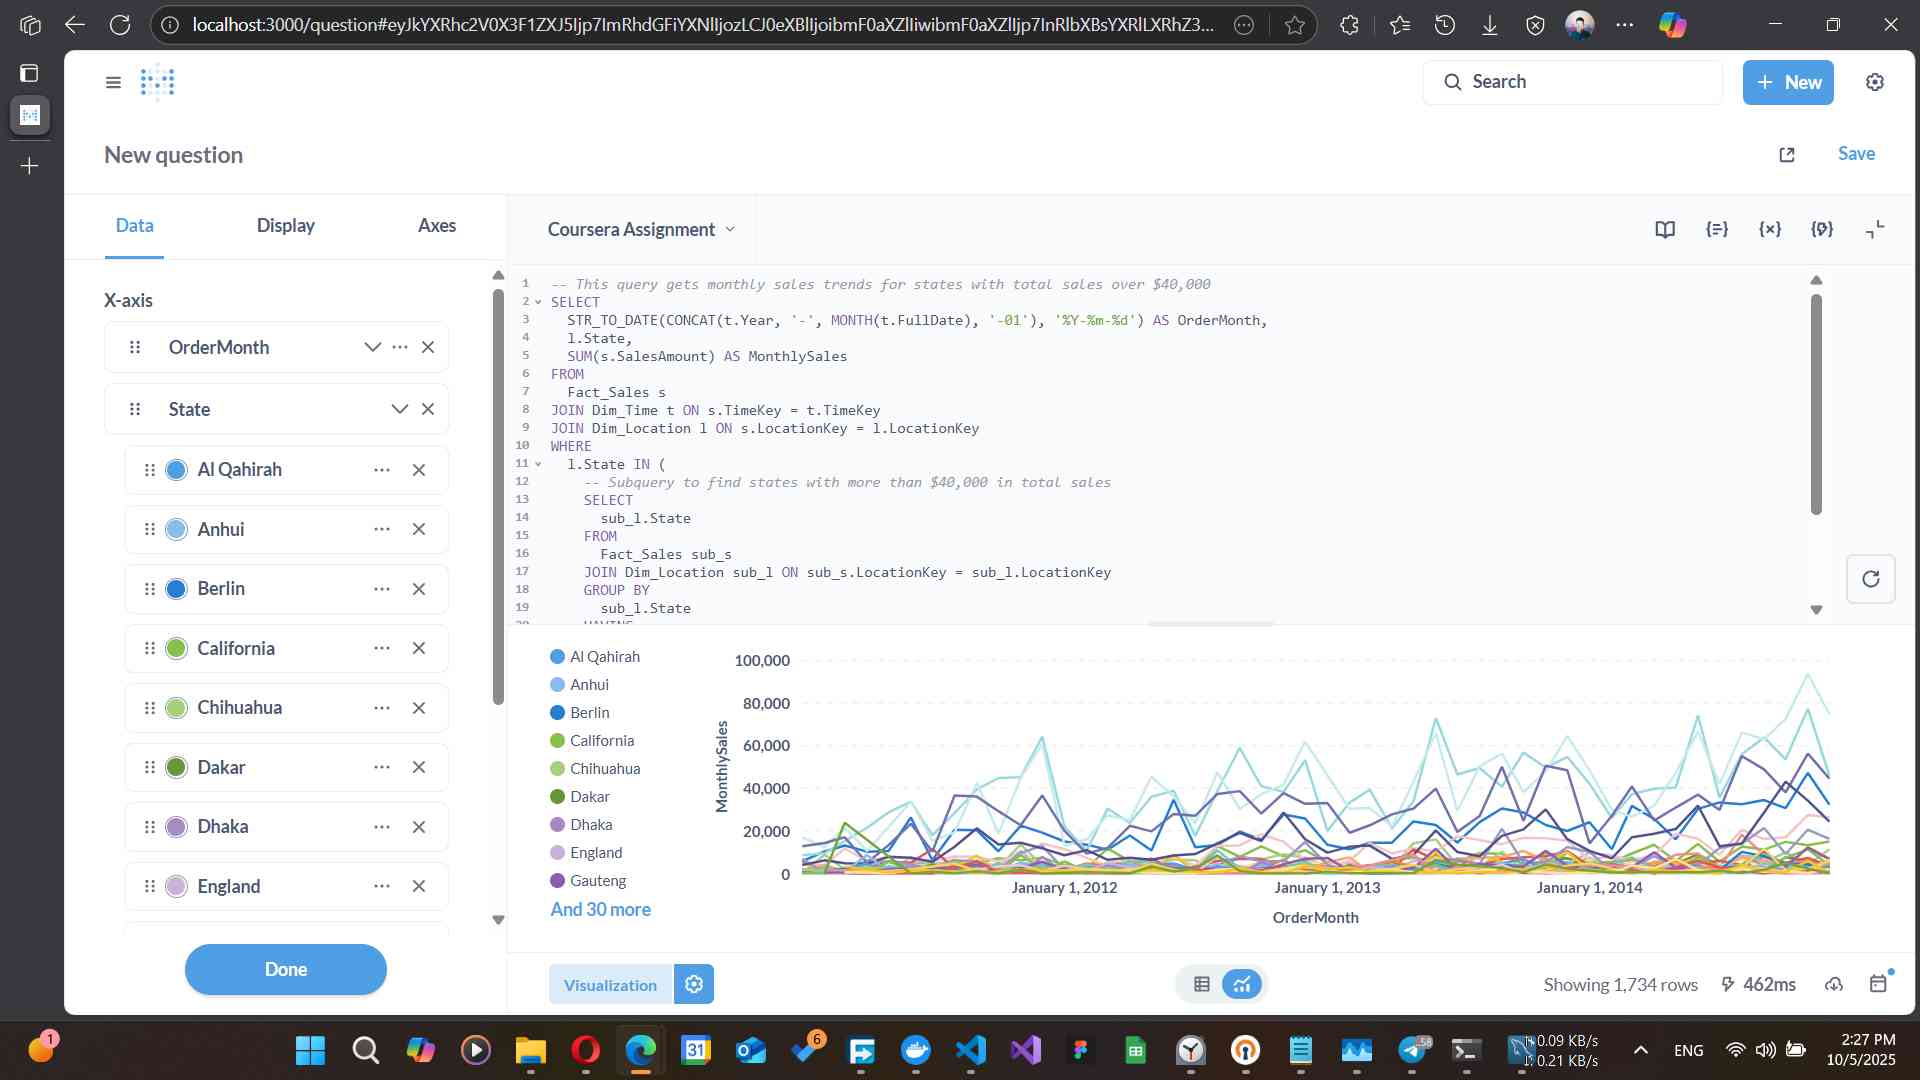 localhost:3000/question#eyJkYXRhc2V0X3F1ZXJ5Ijp7ImRhdGFiYXNlIjozLCJ0eXBlIjoibmF0aXZlIiwibmF0aXZlIjp7InRlbXBsYXRlLXRhZ3...
Search
New
New question
Save
Data
Display
Axes
X-axis
OrderMonth
State
Al Qahirah
Anhui
Berlin
California
Chihuahua
Dakar
Dhaka
England
Done
Coursera Assignment
1 -- This query gets monthly sales trends for states with total sales over $40,000
2 SELECT
3 STR_TO_DATE(CONCAT(t.Year, '-', MONTH(t.FullDate), '-01'), '%Y-%m-%d') AS OrderMonth,
4 l.State,
5 SUM(s.SalesAmount) AS MonthlySales
6 FROM
7 Fact_Sales s
8 JOIN Dim_Time t ON s.TimeKey = t.TimeKey
9 JOIN Dim_Location l ON s.LocationKey = l.LocationKey
10 WHERE
11 l.State IN (
12 -- Subquery to find states with more than $40,000 in total sales
13 SELECT
14 sub_l.State
15 FROM
16 Fact_Sales sub_s
17 JOIN Dim_Location sub_l ON sub_s.LocationKey = sub_l.LocationKey
18 GROUP BY
19 sub_l.State
Al Qahirah
Anhui
Berlin
California
Chihuahua
Dakar
Dhaka
England
Gauteng
And 30 more
MonthlySales
100,000
80,000
60,000
40,000
20,000
0
January 1, 2012
January 1, 2013
January 1, 2014
OrderMonth
Visualization
Showing 1,734 rows
462ms
1
31
6
58
0.09 KB/s
0.21 KB/s
ENG
2:27 PM
10/5/2025